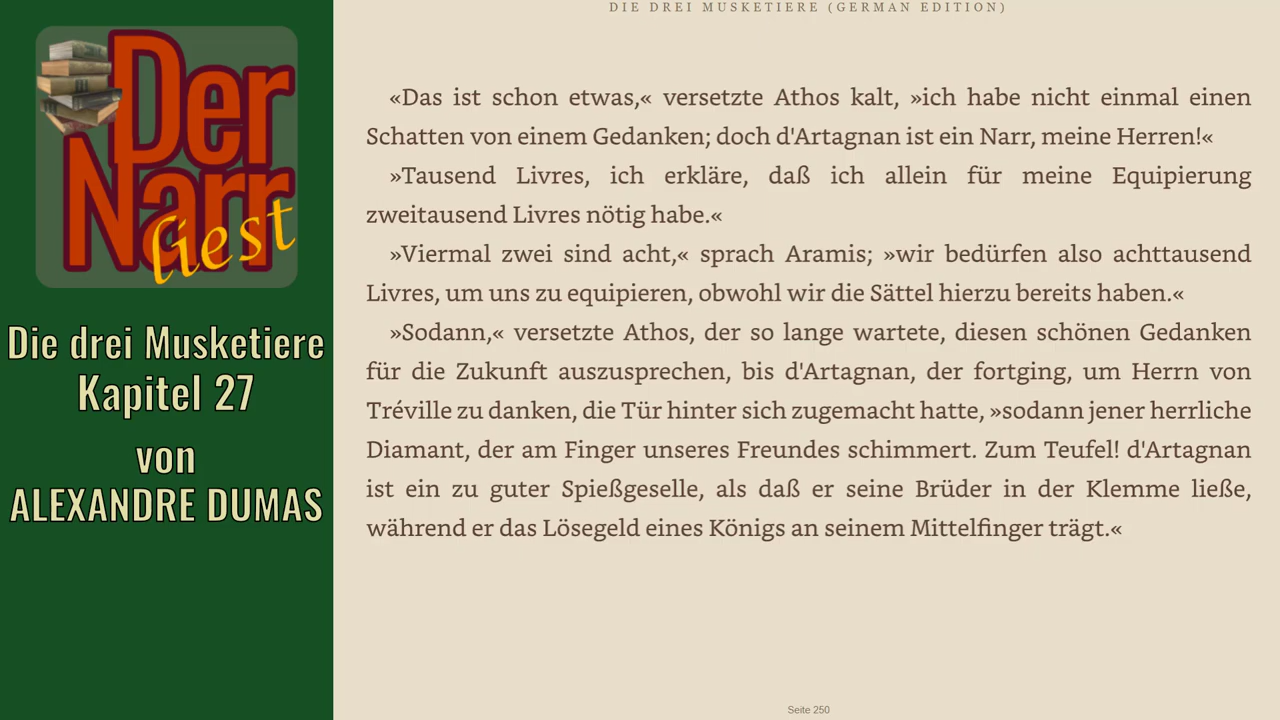 Der
Narr
liest
Die drei Musketiere
Kapitel 27
von
ALEXANDRE DUMAS
DIE DREI MUSKETIERE (GERMAN EDITION)
«Das ist schon etwas,« versetzte Athos kalt, »ich habe nicht einmal einen
Schatten von einem Gedanken; doch d'Artagnan ist ein Narr, meine Herren!«
»Tausend Livres, ich erkläre, daß ich allein für meine Equipierung
zweitausend Livres nötig habe.«
»Viermal zwei sind acht,« sprach Aramis; »wir bedürfen also achttausend
Livres, um uns zu equipieren, obwohl wir die Sättel hierzu bereits haben.«
»Sodann,« versetzte Athos, der so lange wartete, diesen schönen Gedanken
für die Zukunft auszusprechen, bis d'Artagnan, der fortging, um Herrn von
Tréville zu danken, die Tür hinter sich zugemacht hatte, »sodann jener herrliche
Diamant, der am Finger unseres Freundes schimmert. Zum Teufel! d'Artagnan
ist ein zu guter Spießgeselle, als daß er seine Brüder in der Klemme ließe,
während er das Lösegeld eines Königs an seinem Mittelfinger trägt.«
Seite 250